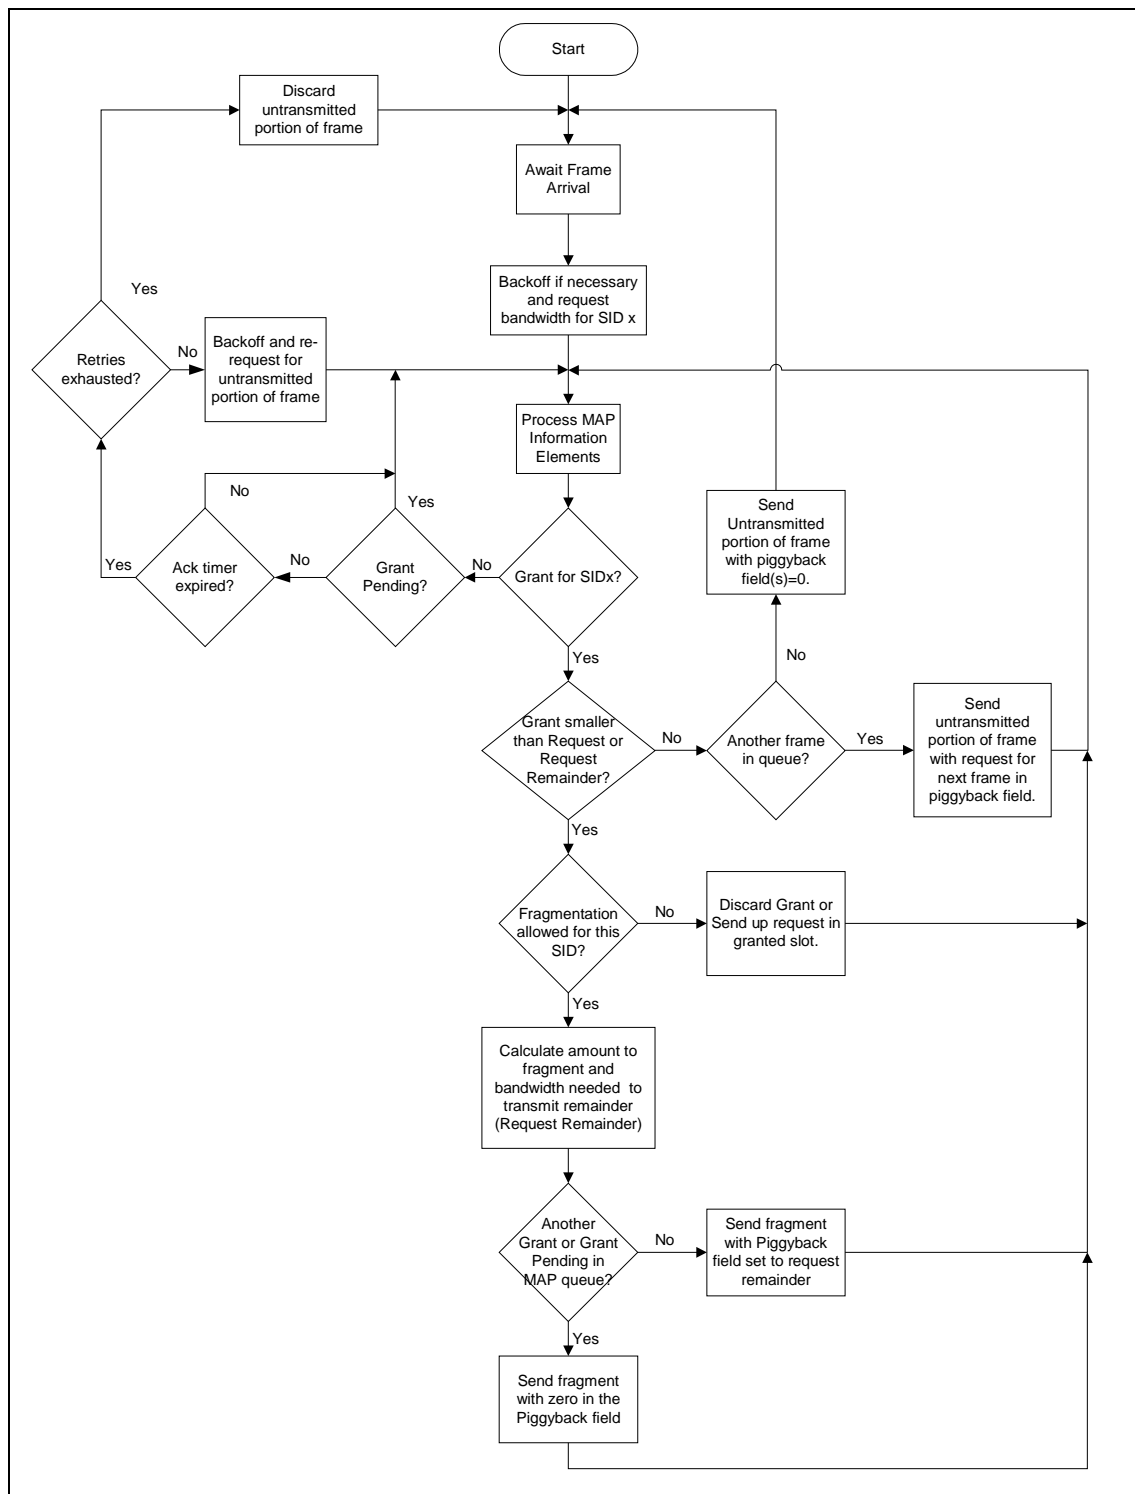 Start
Discard
untransmitted
portion of frame
Await Frame
Arrival
Backoff if necessary
and request
bandwidth for SID x
Yes
Retries
exhausted?
No
Backoff and re-
request for
untransmitted
portion of frame
Process MAP
Information
Elements
No
Yes
Send
Untransmitted
portion of frame
with piggyback
field(s)=0.
Yes
Ack timer
expired?
No
Grant
Pending?
No
Grant for SIDx?
Yes
No
Grant smaller
than Request or
Request
Remainder?
No
Another frame
in queue?
Yes
Send
untransmitted
portion of frame
with request for
next frame in
piggyback field.
Yes
Fragmentation
allowed for this
SID?
No
Discard Grant or
Send up request in
granted slot.
Yes
Calculate amount to
fragment and
bandwidth needed to
transmit remainder
(Request Remainder)
Another
Grant or Grant
Pending in
MAP queue?
No
Send fragment
with Piggyback
field set to request
remainder
Yes
Send fragment
with zero in the
Piggyback field